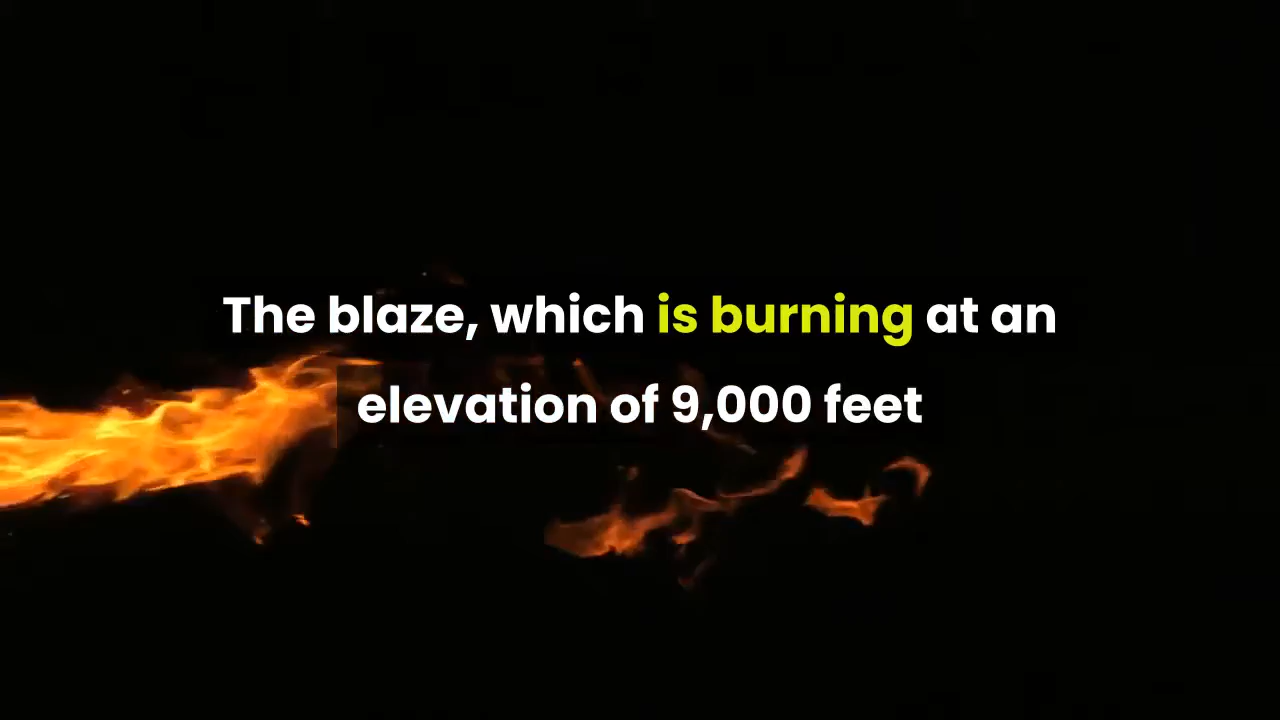 The blaze, which is burning at an
elevation of 9,000 feet